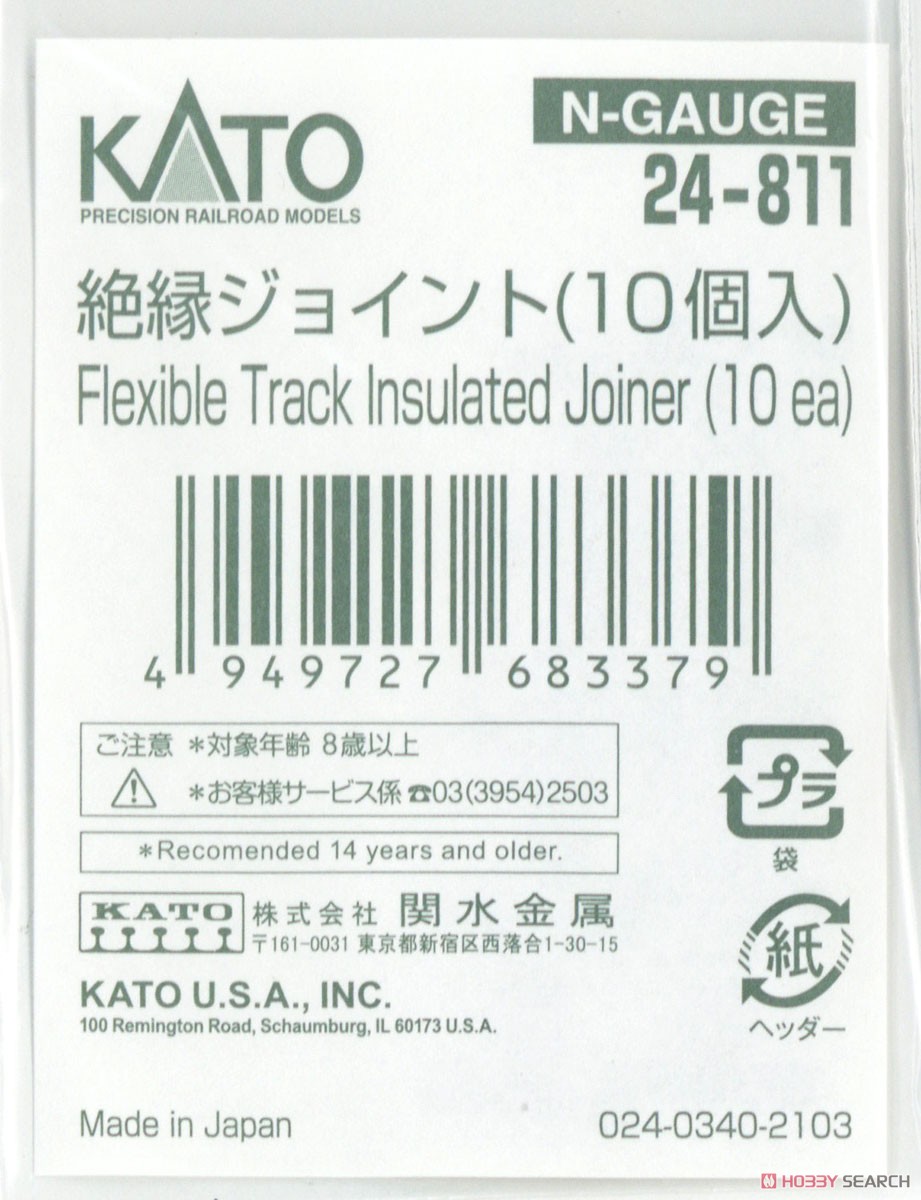 KATO
PRECISION RAILROAD MODELS
N-GAUGE
24-811
絶縁ジョイント(10個入)
Flexible Track Insulated Joiner (10 ea)
4 949727 683379
ご注意 *対象年齢 8歳以上
*お客様サービス係 ☎03(3954)2503
*Recomended 14 years and older.
プラ
袋
KATO 株式会社 関水金属
〒161-0031 東京都新宿区西落合1-30-15
紙
ヘッダー
KATO U.S.A., INC.
100 Remington Road, Schaumburg, IL 60173 U.S.A.
Made in Japan
024-0340-2103
HOBBY SEARCH